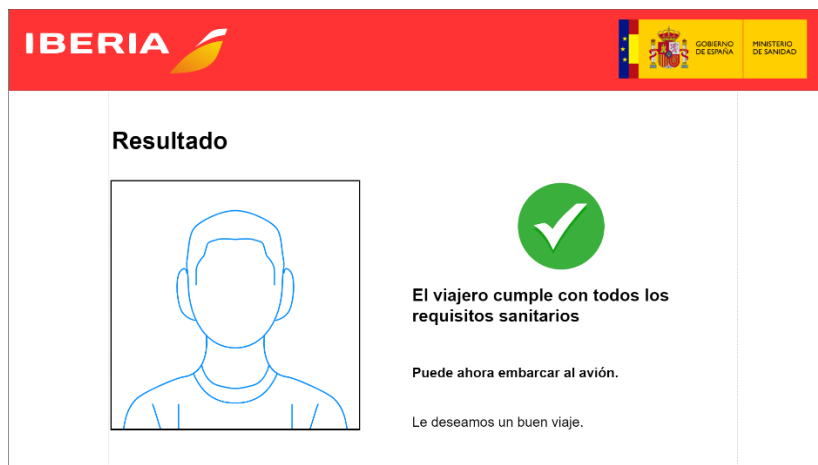 IBERIA
GOBIERNO
DE ESPAÑA
MINISTERIO
DE SANIDAD
Resultado
El viajero cumple con todos los
requisitos sanitarios
Puede ahora embarcar al avión.
Le deseamos un buen viaje.